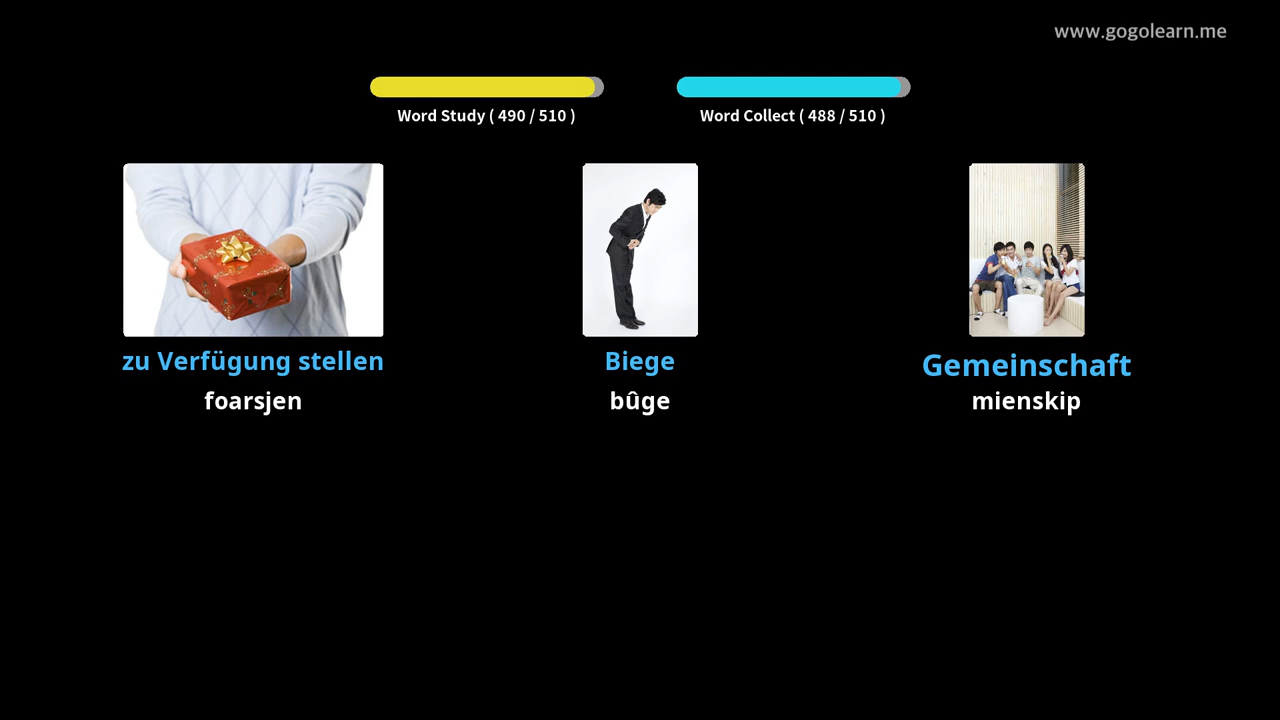 www.gogolearn.me
Word Study ( 490 / 510 )
Word Collect ( 488 / 510 )
zu Verfügung stellen
foarsjen
Biege
bûge
Gemeinschaft
mienskip